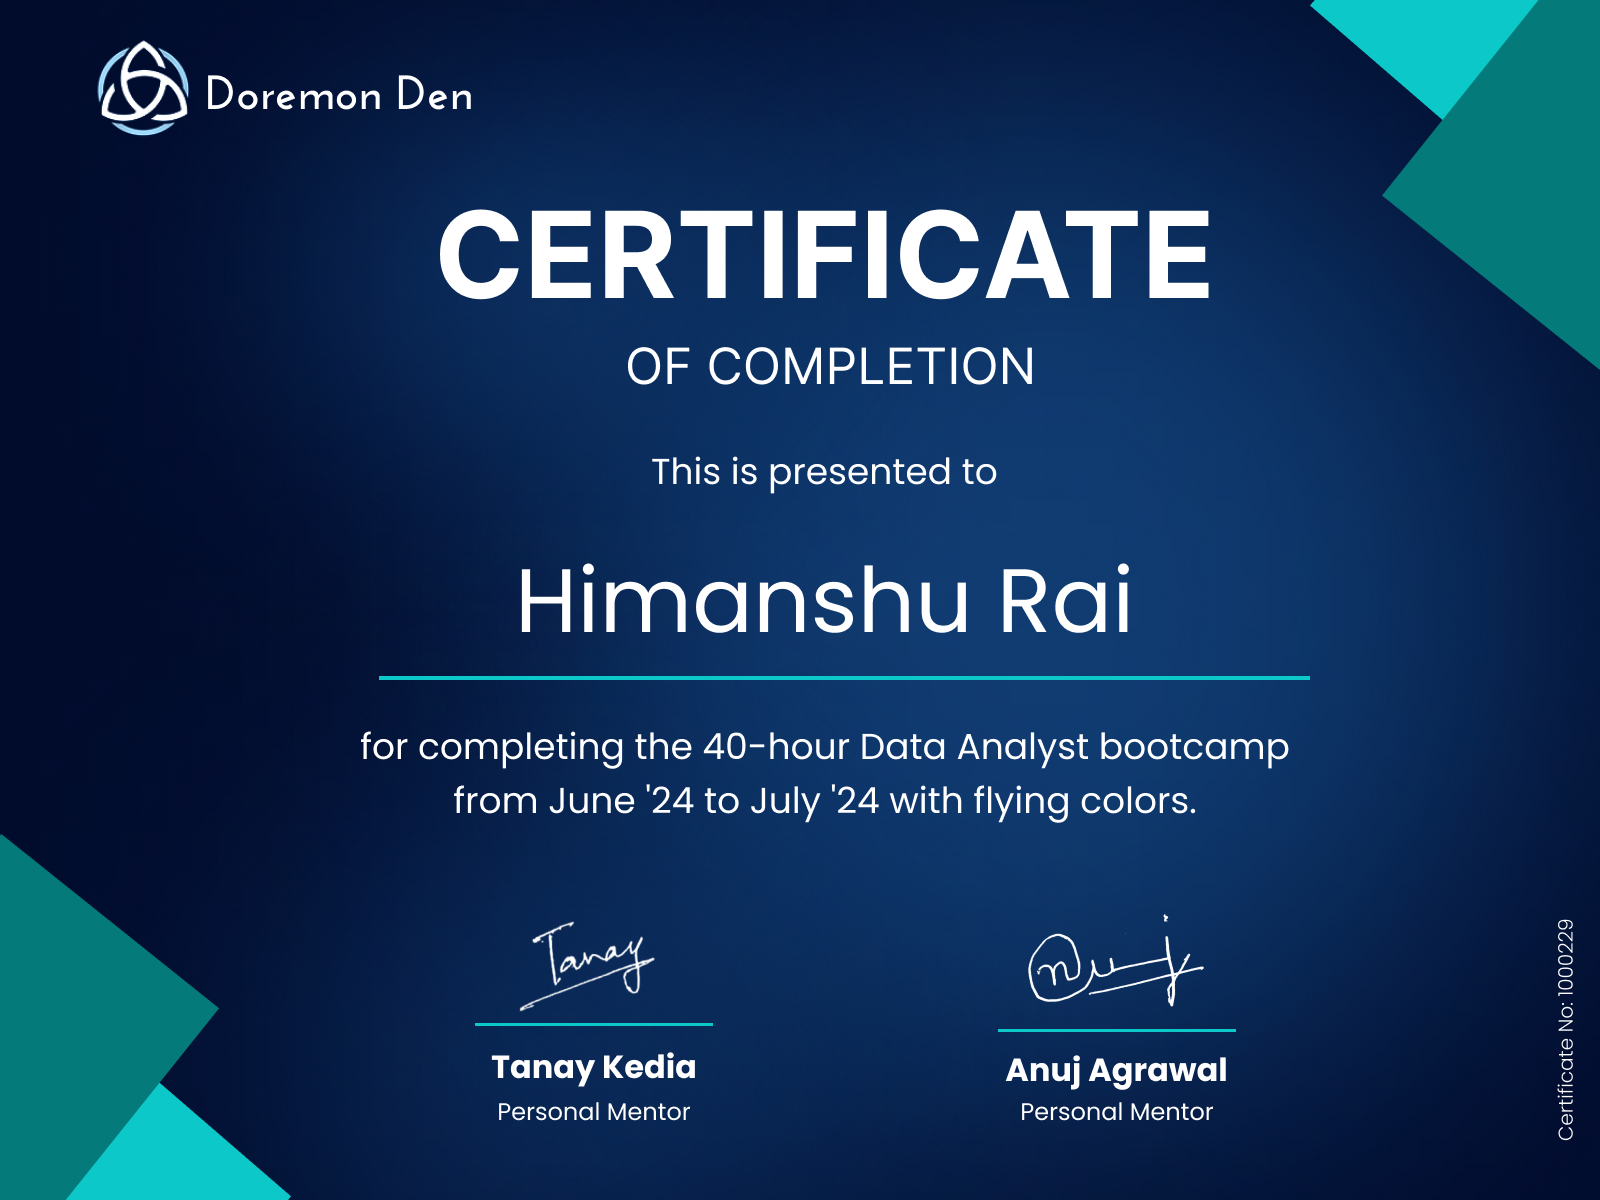 Doremon Den
CERTIFICATE
OF COMPLETION
This is presented to
Himanshu Rai
for completing the 40-hour Data Analyst bootcamp
from June '24 to July '24 with flying colors.
Tanay
Anuj
Tanay Kedia
Anuj Agrawal
Personal Mentor
Personal Mentor
Certificate No: 1000229